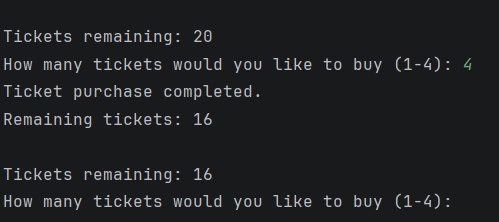 Tickets remaining: 20
How many tickets would you like to buy (1-4): 4
Ticket purchase completed.
Remaining tickets: 16
Tickets remaining: 16
How many tickets would you like to buy (1-4):